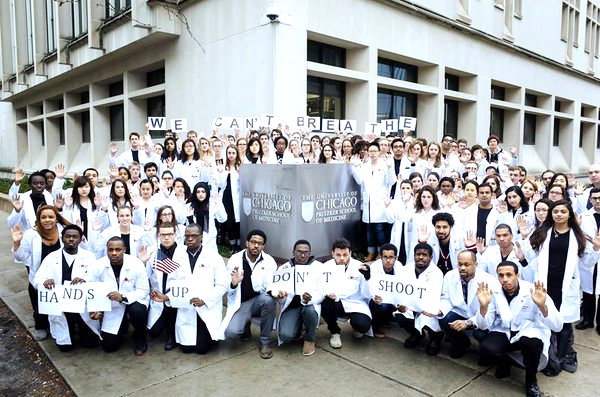 WE CAN'T BREATHE
THE UNIVERSITY OF
CHICAGO
PRITZKER SCHOOL
OF MEDICINE
THE UNIVERSITY OF
CHICAGO
PRITZKER SCHOOL
OF MEDICINE
HANDS UP DON'T SHOOT